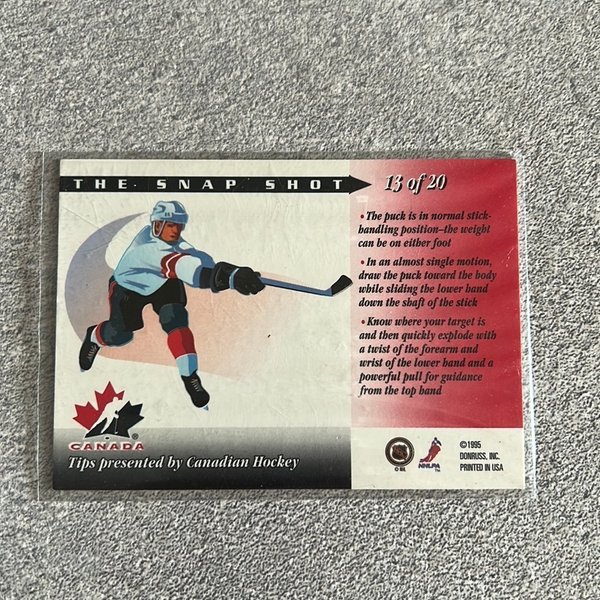 THE SNAP SHOT
13 of 20
• The puck is in normal stick-
handling position–the weight
can be on either foot
• In an almost single motion,
draw the puck toward the body
while sliding the lower hand
down the shaft of the stick
• Know where your target is
and then quickly explode with
a twist of the forearm and
wrist of the lower hand and a
powerful pull for guidance
from the top hand
CANADA
Tips presented by Canadian Hockey
NHLPA
©1995
DONRUSS, INC.
PRINTED IN USA